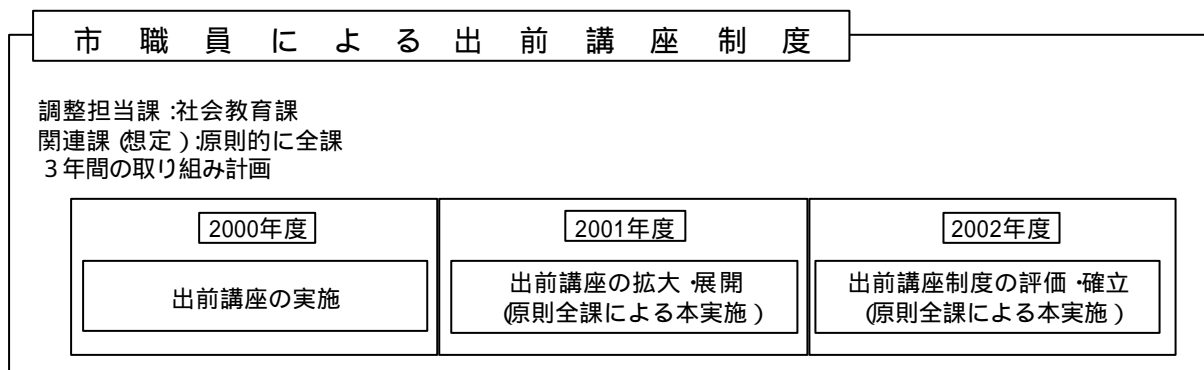 市職員による出前講座制度
調整担当課:社会教育課
関連課(想定):原則的に全課
3年間の取り組み計画
2000年度
出前講座の実施
2001年度
出前講座の拡大・展開
(原則全課による本実施)
2002年度
出前講座制度の評価・確立
(原則全課による本実施)